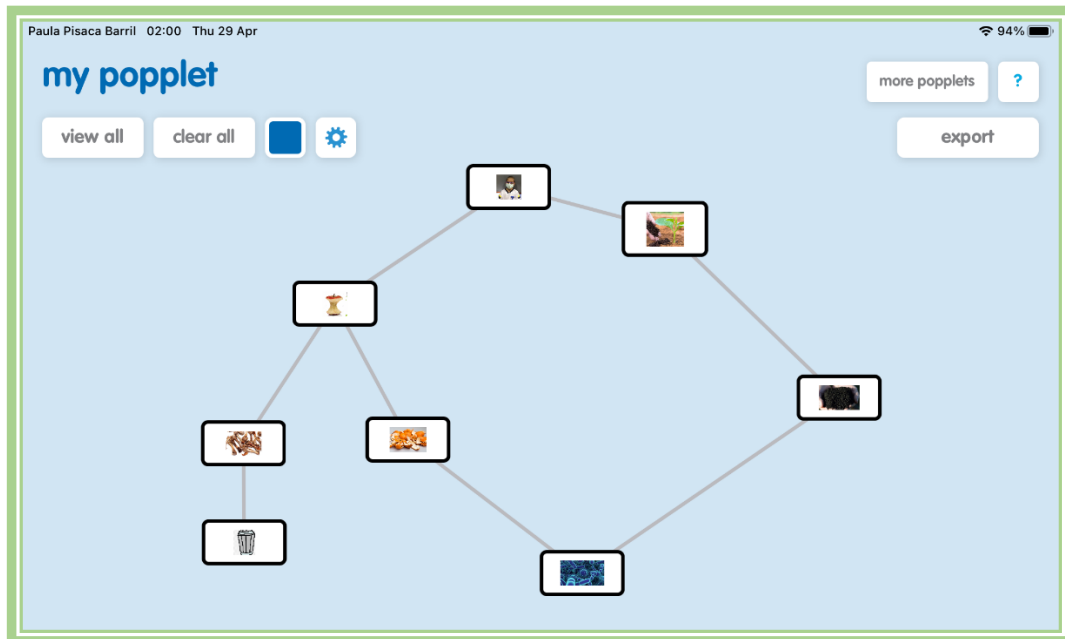 Paula Pisaca Barril 02:00 Thu 29 Apr 94%
my popplet
more popplets ?
view all clear all export